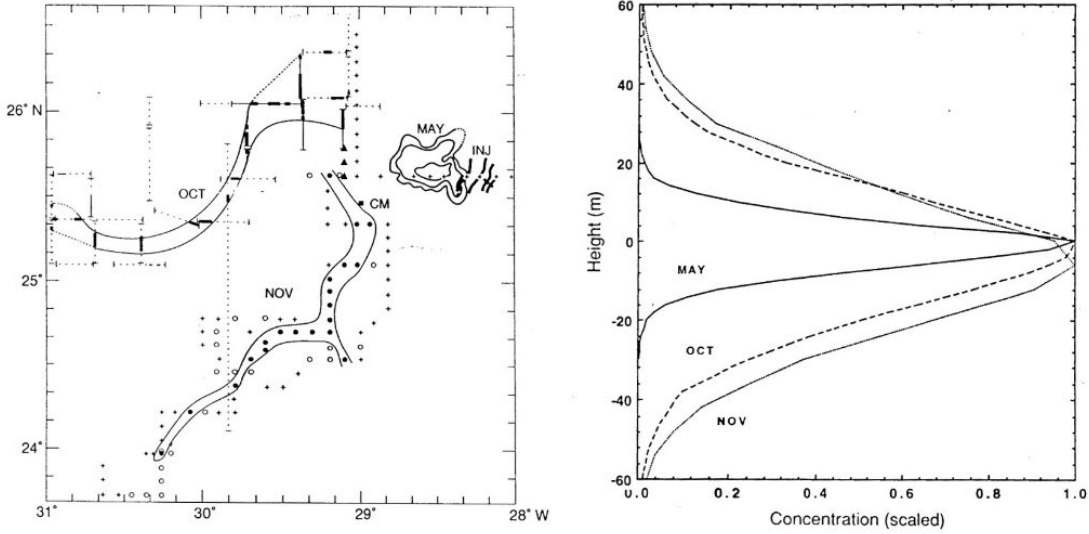 26° N
25°
24°
31°
30°
29°
28° W
MAY
INJ
OCT
CM
NOV
60
40
20
0
-20
-40
-60
Height (m)
MAY
OCT
NOV
0.0
0.2
0.4
0.6
0.8
1.0
Concentration (scaled)